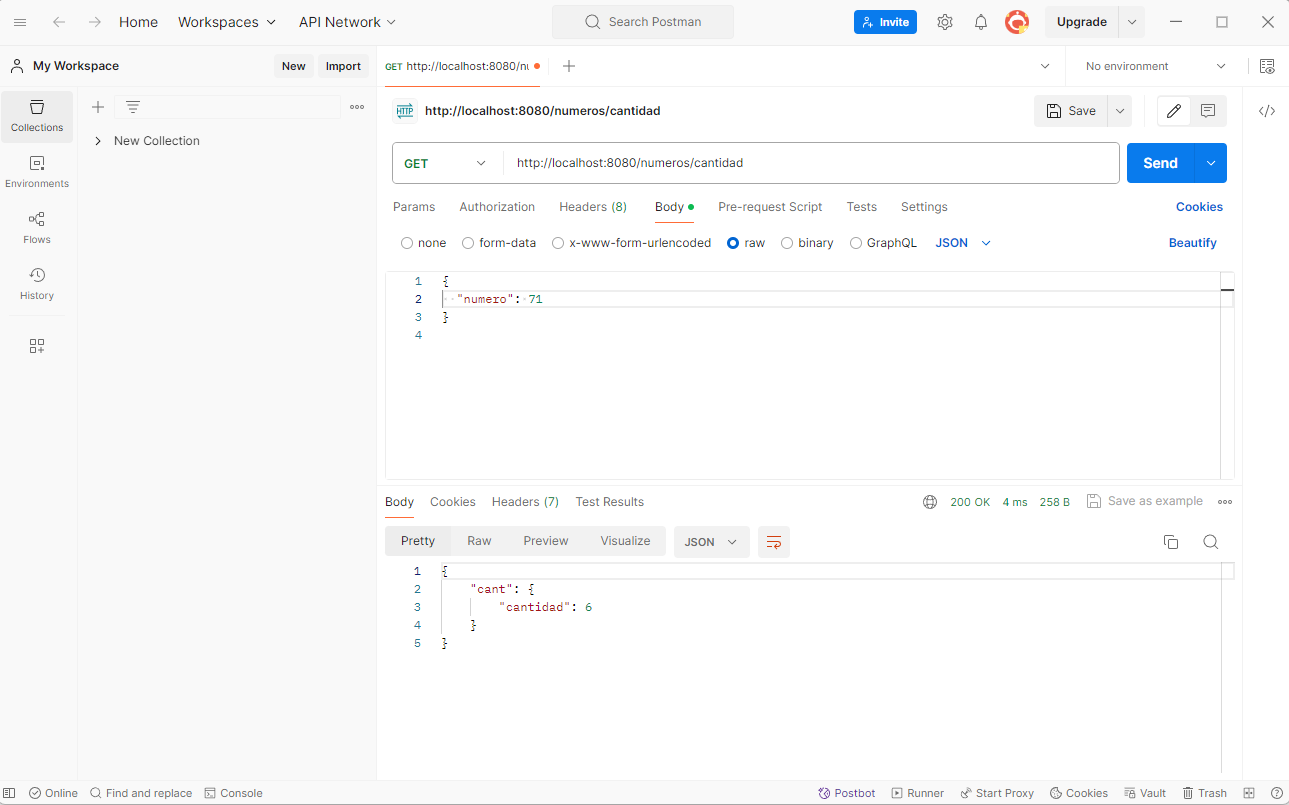 Home Workspaces API Network Search Postman Invite Upgrade
My Workspace New Import GET http://localhost:8080/nu No environment
Collections
Environments
Flows
History
New Collection
HTTP http://localhost:8080/numeros/cantidad Save
GET http://localhost:8080/numeros/cantidad Send
Params Authorization Headers (8) Body Pre-request Script Tests Settings Cookies
none form-data x-www-form-urlencoded raw binary GraphQL JSON Beautify
1 {
2 "numero": 71
3 }
4
Body Cookies Headers (7) Test Results 200 OK 4 ms 258 B Save as example
Pretty Raw Preview Visualize JSON
1 {
2 "cant": {
3 "cantidad": 6
4 }
5 }
Online Find and replace Console Postbot Runner Start Proxy Cookies Vault Trash